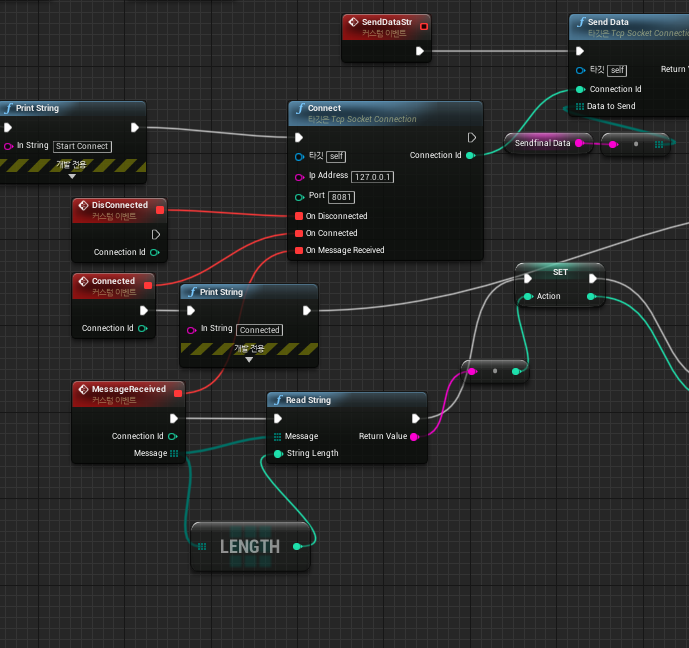 SendDataStr
커스텀 이벤트
Send Data
타깃은 Tcp Socket Connectio
타깃 self
Return
Connection Id
Data to Send
Sendfinal Data
Print String
In String Start Connect
개발 전용
Connect
타깃은 Tcp Socket Connection
타깃 self
Connection Id
Ip Address 127.0.0.1
Port 8081
On Disconnected
On Connected
On Message Received
DisConnected
커스텀 이벤트
Connection Id
Connected
커스텀 이벤트
Connection Id
Print String
In String Connected
개발 전용
SET
Action
MessageReceived
커스텀 이벤트
Connection Id
Message
Read String
Message
Return Value
String Length
LENGTH